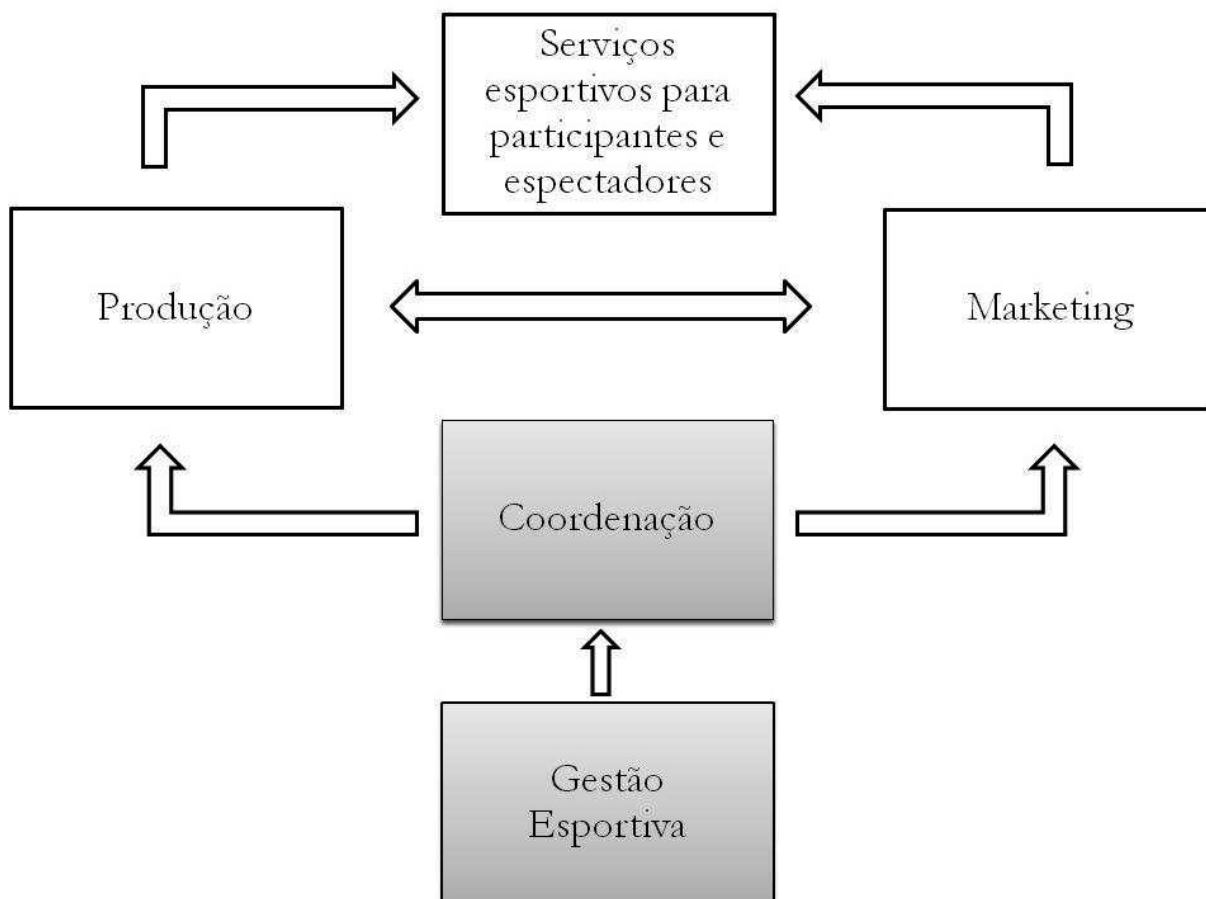 Serviços
esportivos para
participantes e
espectadores
Produção
Marketing
Coordenação
Gestão
Esportiva